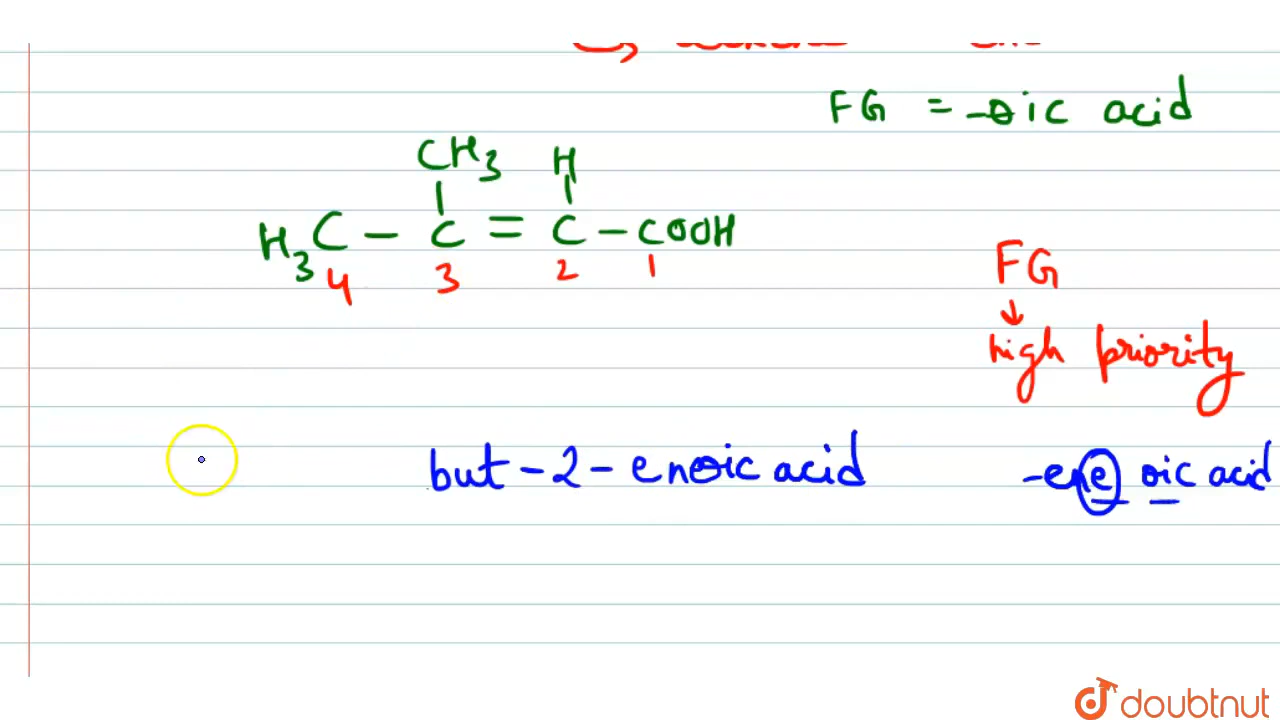 FG = -oic acid
CH3 H
H3C - C = C - COOH
4 3 2 1
FG
↓
high priority
but - 2 - enoic acid
-ene oic acid
doubtnut